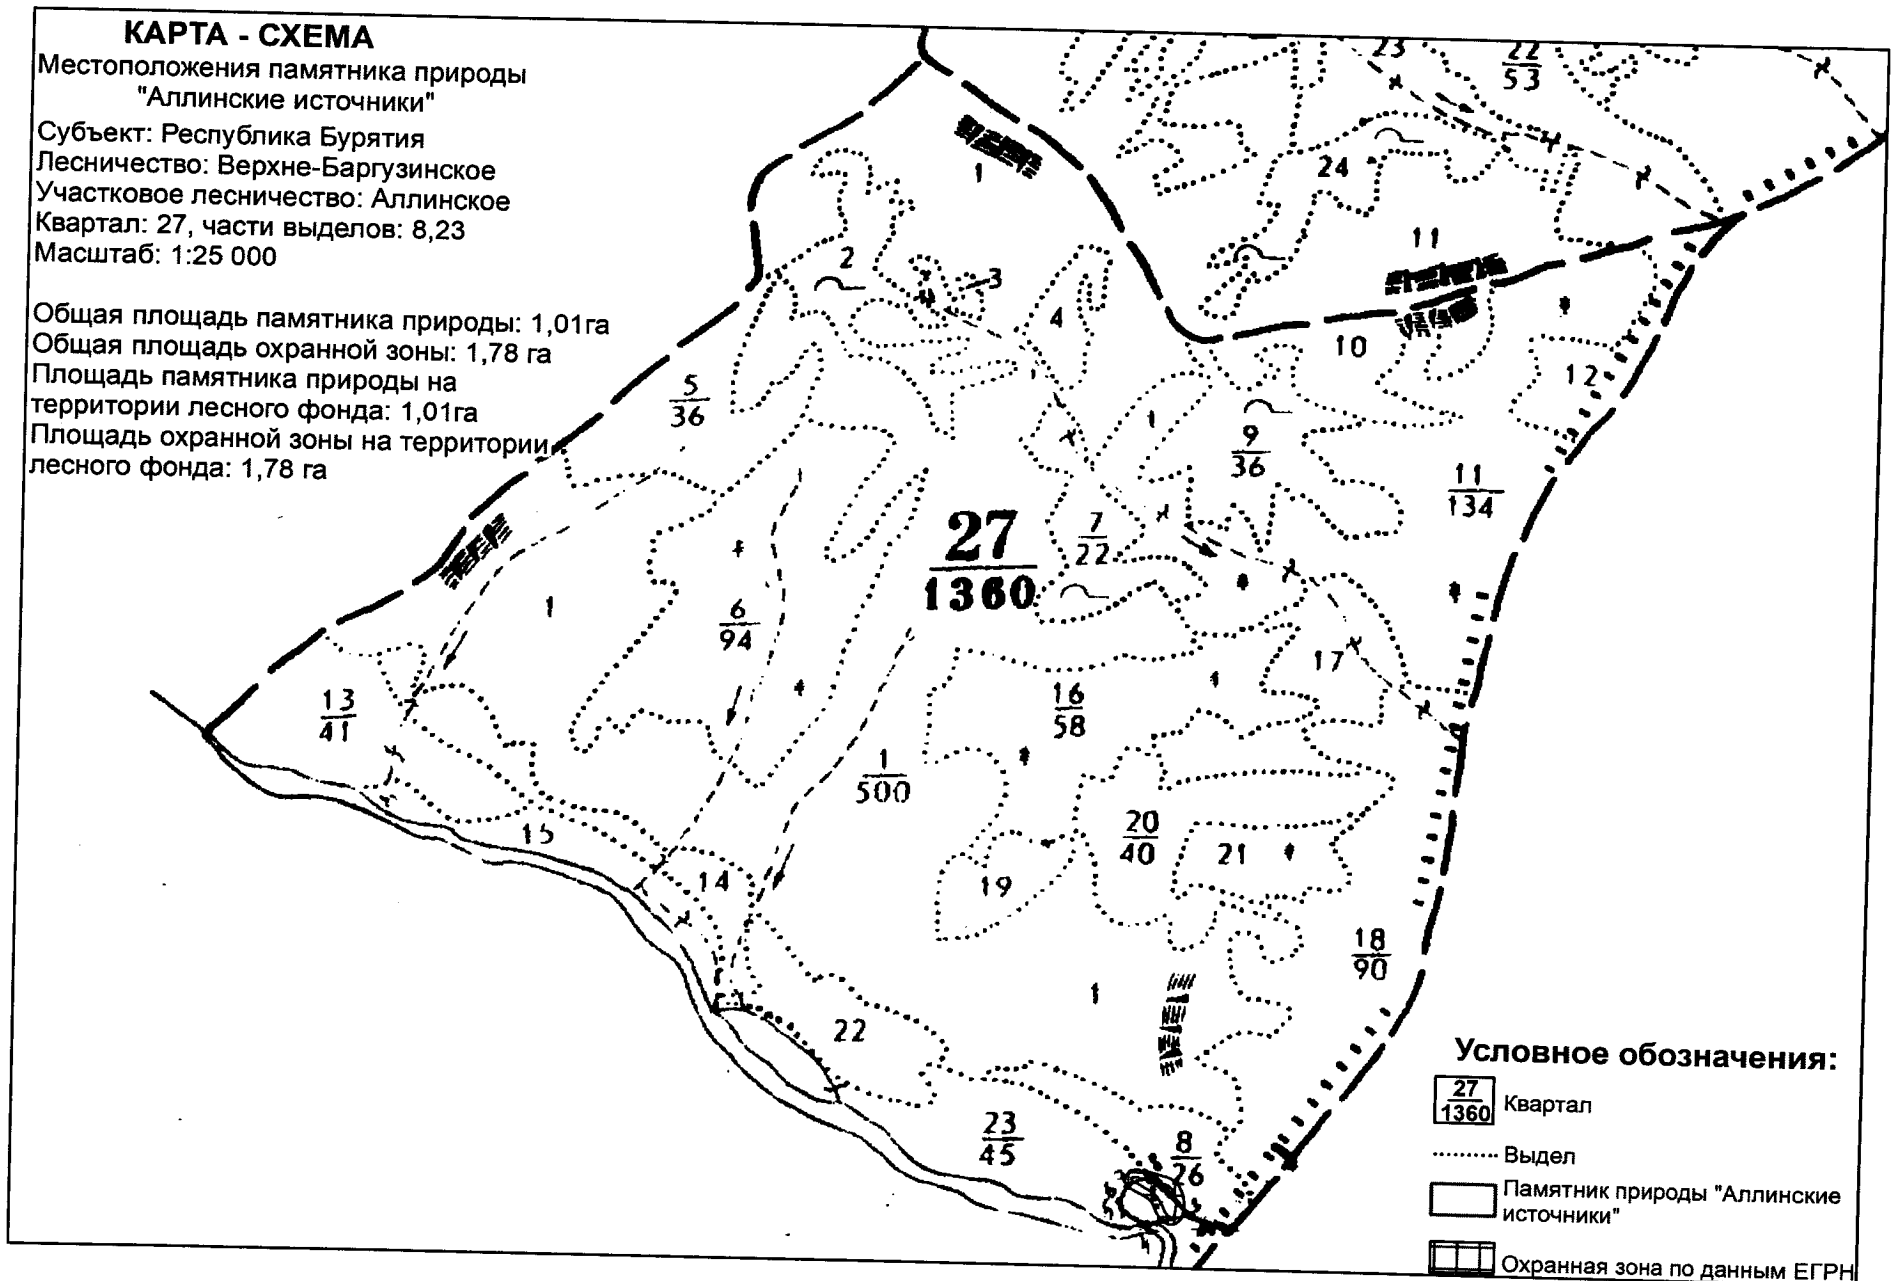 КАРТА - СХЕМА
Местоположения памятника природы
"Аллинские источники"
Субъект: Республика Бурятия
Лесничество: Верхне-Баргузинское
Участковое лесничество: Аллинское
Квартал: 27, части выделов: 8,23
Масштаб: 1:25 000
Общая площадь памятника природы: 1,01га
Общая площадь охранной зоны: 1,78 га
Площадь памятника природы на
территории лесного фонда: 1,01га
Площадь охранной зоны на территории
лесного фонда: 1,78 га
23
22
53
24
1
11
2
3
4
10
12
5
36
1
9
36
11
134
27
1360
7
22
1
6
94
17
13
41
16
58
1
500
15
20
40
21
14
19
18
90
1
22
23
45
8
26
Условное обозначения:
27
1360
Квартал
Выдел
Памятник природы "Аллинские
источники"
Охранная зона по данным ЕГРН